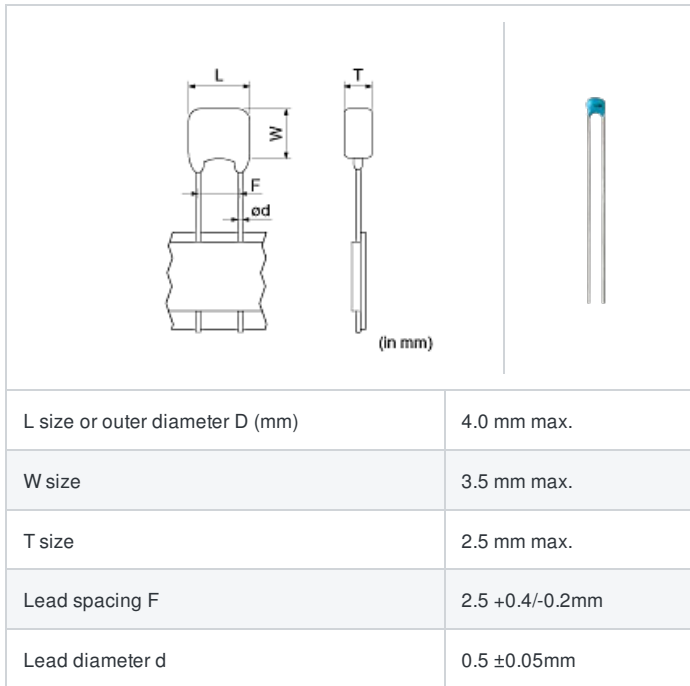 L
T
W
F
ød
(in mm)
L size or outer diameter D (mm) 4.0 mm max.
W size 3.5 mm max.
T size 2.5 mm max.
Lead spacing F 2.5 +0.4/-0.2mm
Lead diameter d 0.5 ±0.05mm